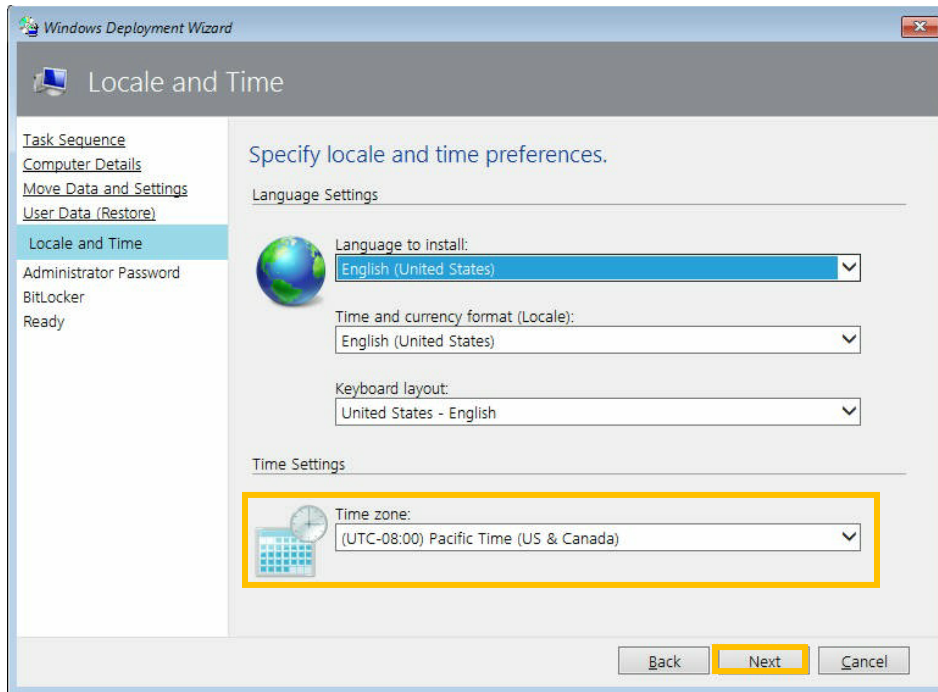 Windows Deployment Wizard
Locale and Time
Task Sequence
Computer Details
Move Data and Settings
User Data (Restore)
Locale and Time
Administrator Password
BitLocker
Ready
Specify locale and time preferences.
Language Settings
Language to install:
English (United States)
Time and currency format (Locale):
English (United States)
Keyboard layout:
United States - English
Time Settings
Time zone:
(UTC-08:00) Pacific Time (US & Canada)
Back Next Cancel